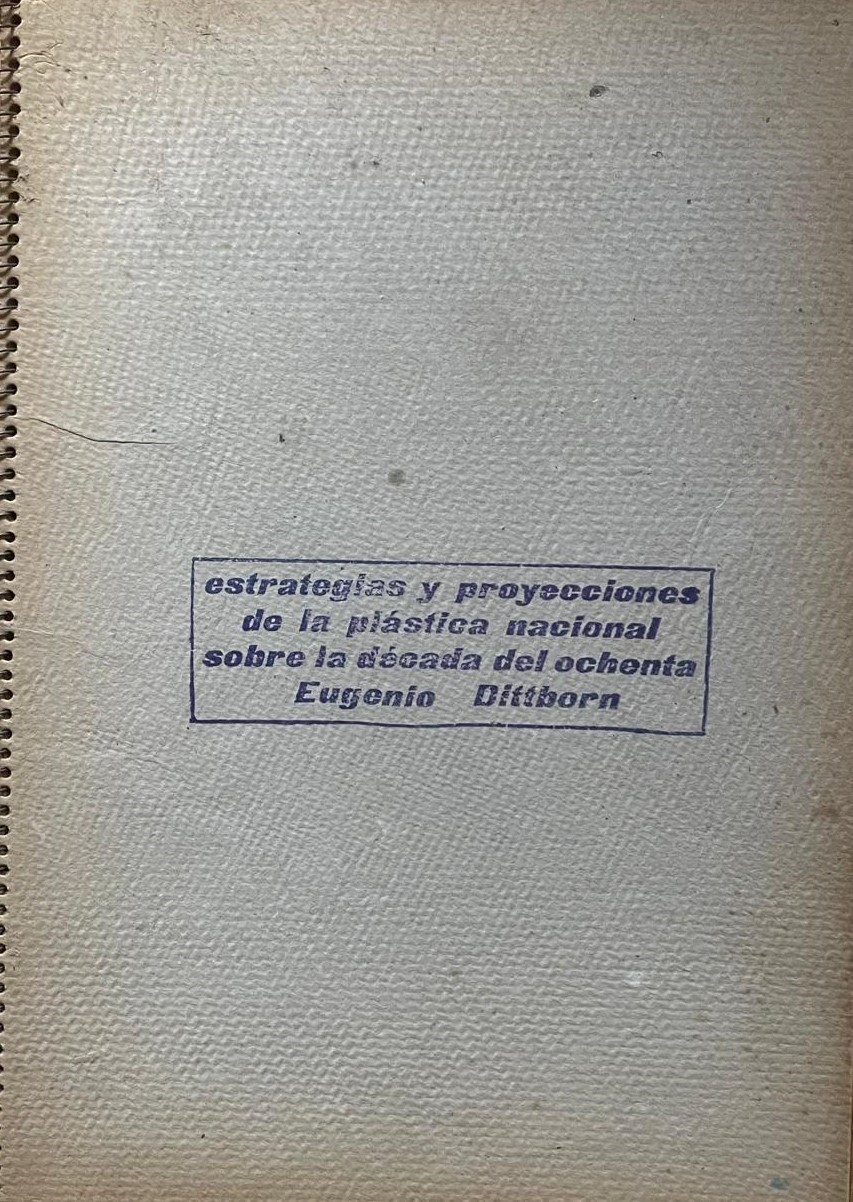 estrategias y proyecciones
de la plástica nacional
sobre la década del ochenta
Eugenio Dittborn